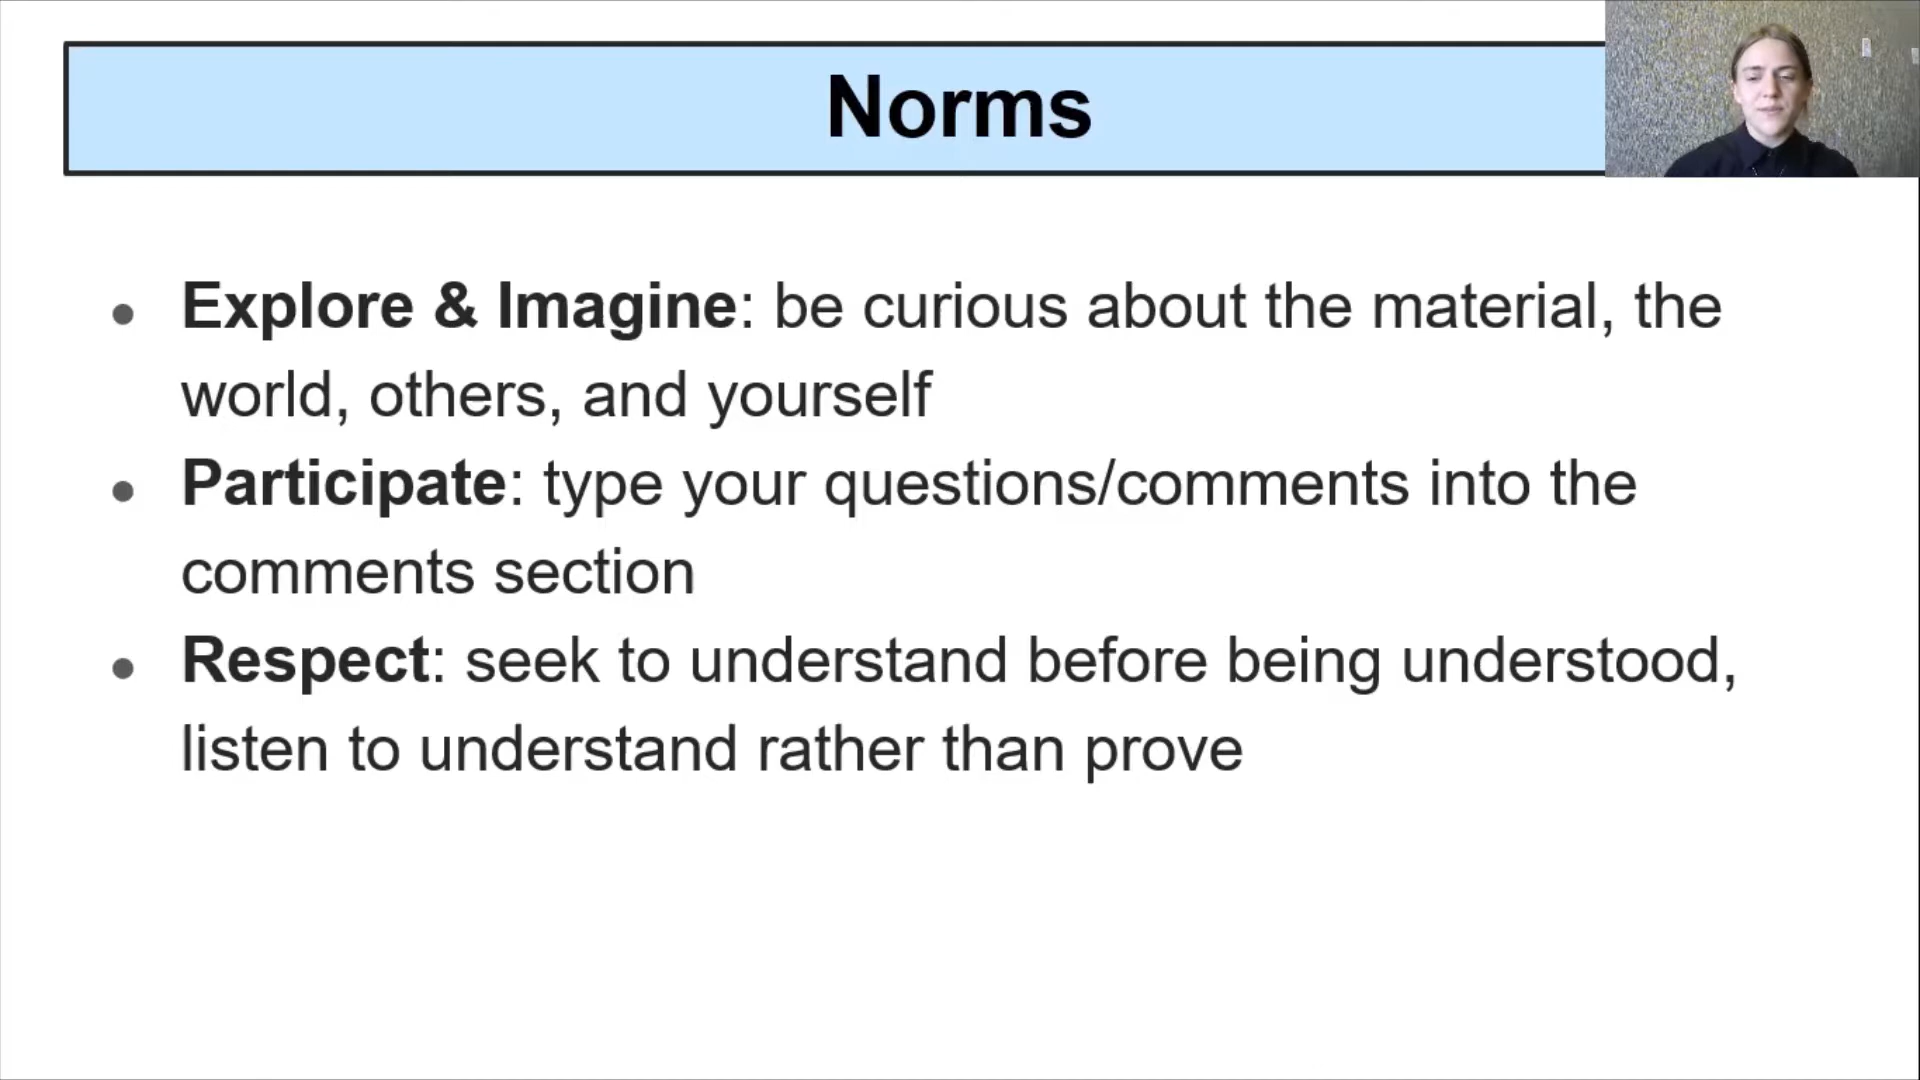 Norms
● Explore & Imagine: be curious about the material, the
world, others, and yourself
● Participate: type your questions/comments into the
comments section
● Respect: seek to understand before being understood,
listen to understand rather than prove